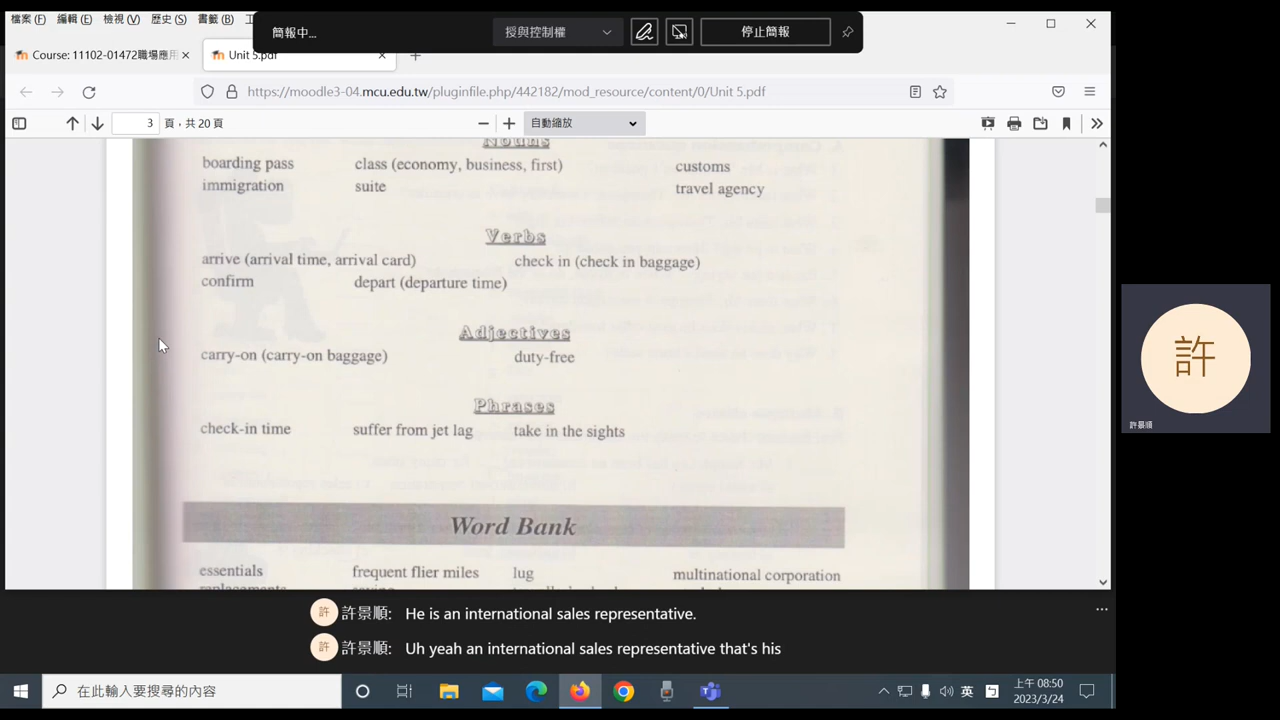 檔案(F) 編輯(E) 檢視(V) 歷史(S) 書籤(B)
簡報中... 授與控制權 停止簡報
Course: 11102-01472職場應用 Unit 5.pdf
https://moodle3-04.mcu.edu.tw/pluginfile.php/442182/mod_resource/content/0/Unit 5.pdf
3 頁,共 20 頁 自動縮放
Nouns
boarding pass class (economy, business, first) customs
immigration suite travel agency
Verbs
arrive (arrival time, arrival card) check in (check in baggage)
confirm depart (departure time)
Adjectives
carry-on (carry-on baggage) duty-free
Phrases
check-in time suffer from jet lag take in the sights
Word Bank
essentials frequent flier miles lug multinational corporation
許
許景順
許 許景順: He is an international sales representative.
許 許景順: Uh yeah an international sales representative that's his
在此輸入要搜尋的內容
英
上午 08:50
2023/3/24